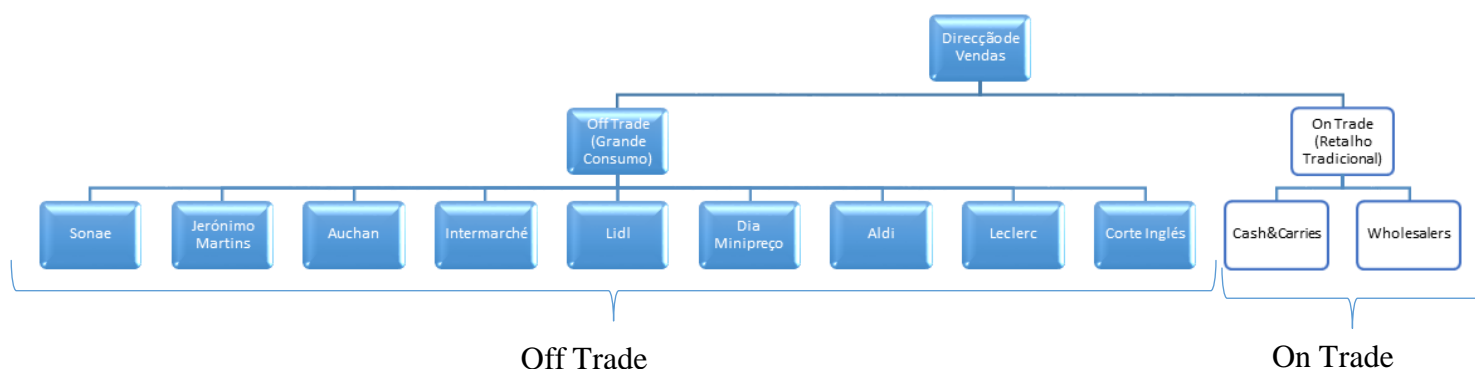 Direcção de
Vendas
Off Trade
(Grande
Consumo)
On Trade
(Retalho
Tradicional)
Sonae
Jerónimo
Martins
Auchan
Intermarché
Lidl
Dia
Minipreço
Aldi
Leclerc
Corte Inglés
Cash&Carries
Wholesalers
Off Trade
On Trade